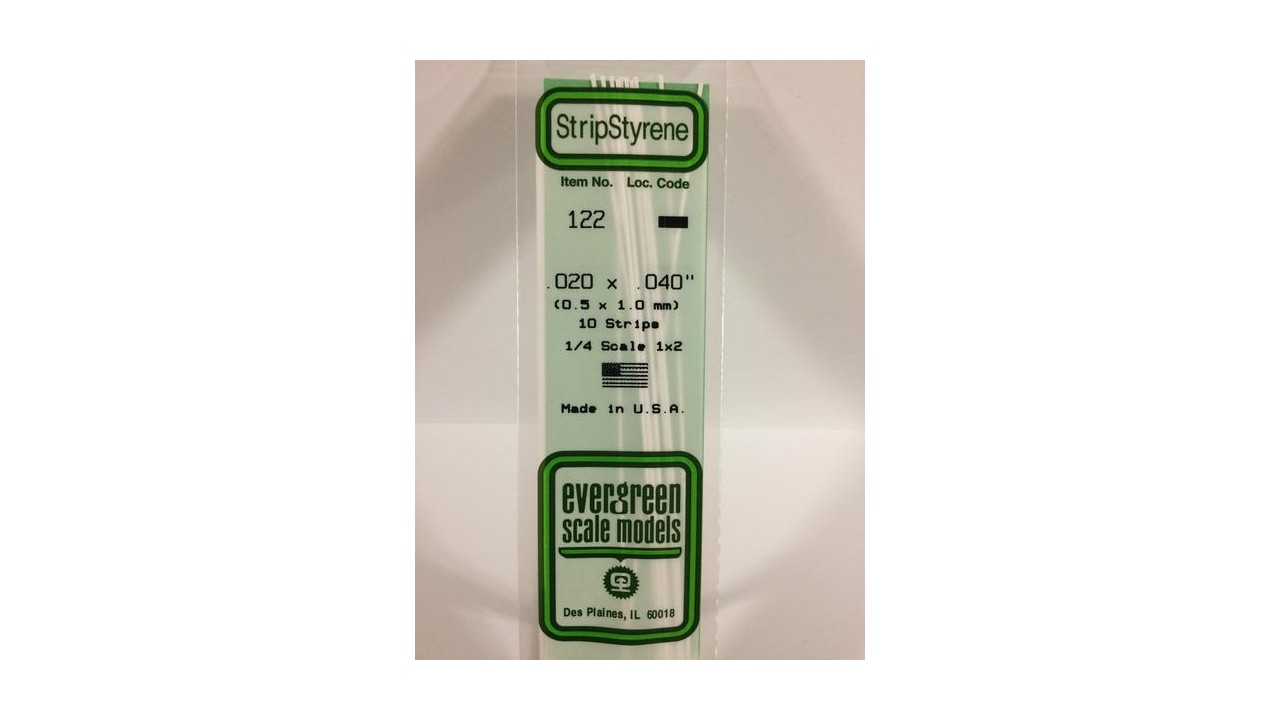 StripStyrene
Item No. Loc. Code
122
.020 x .040"
(0.5 x 1.0 mm)
10 Strips
1/4 Scale 1x2
Made in U.S.A.
evergreen
scale models
Des Plaines, IL 60018